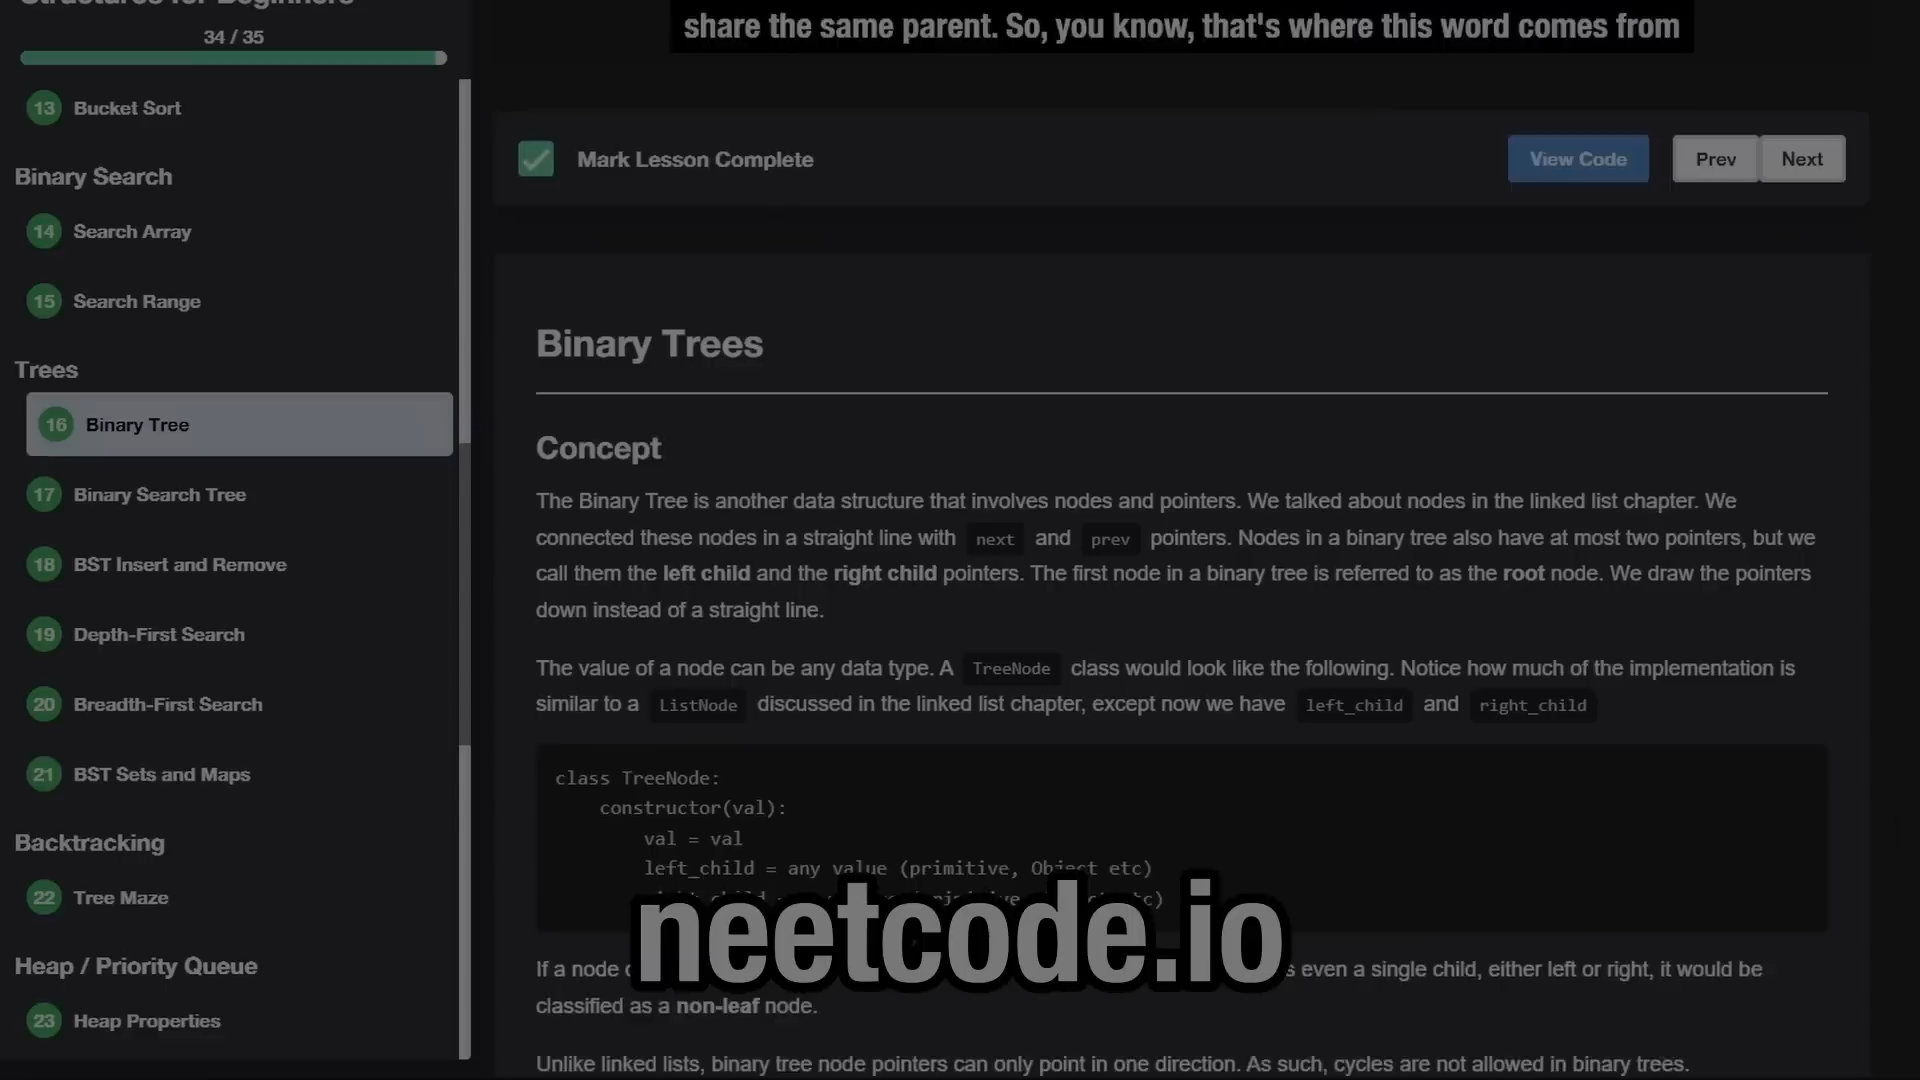 Structures for Beginners
34 / 35
13 Bucket Sort
Binary Search
14 Search Array
15 Search Range
Trees
16 Binary Tree
17 Binary Search Tree
18 BST Insert and Remove
19 Depth-First Search
20 Breadth-First Search
21 BST Sets and Maps
Backtracking
22 Tree Maze
Heap / Priority Queue
23 Heap Properties
share the same parent. So, you know, that's where this word comes from
Mark Lesson Complete
View Code
Prev
Next
Binary Trees
Concept
The Binary Tree is another data structure that involves nodes and pointers. We talked about nodes in the linked list chapter. We
connected these nodes in a straight line with next and prev pointers. Nodes in a binary tree also have at most two pointers, but we
call them the left child and the right child pointers. The first node in a binary tree is referred to as the root node. We draw the pointers
down instead of a straight line.
The value of a node can be any data type. A TreeNode class would look like the following. Notice how much of the implementation is
similar to a ListNode discussed in the linked list chapter, except now we have left_child and right_child
class TreeNode:
constructor(val):
val = val
left_child = any value (primitive, Object etc)
neetcode.io
If a node
even a single child, either left or right, it would be
classified as a non-leaf node.
Unlike linked lists, binary tree node pointers can only point in one direction. As such, cycles are not allowed in binary trees.